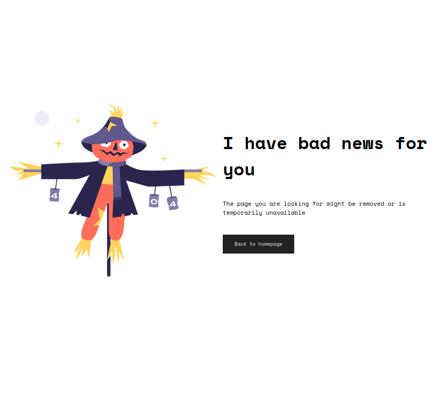 4
0
4
I have bad news for
you
The page you are looking for might be removed or is
temporarily unavailable
Back to homepage